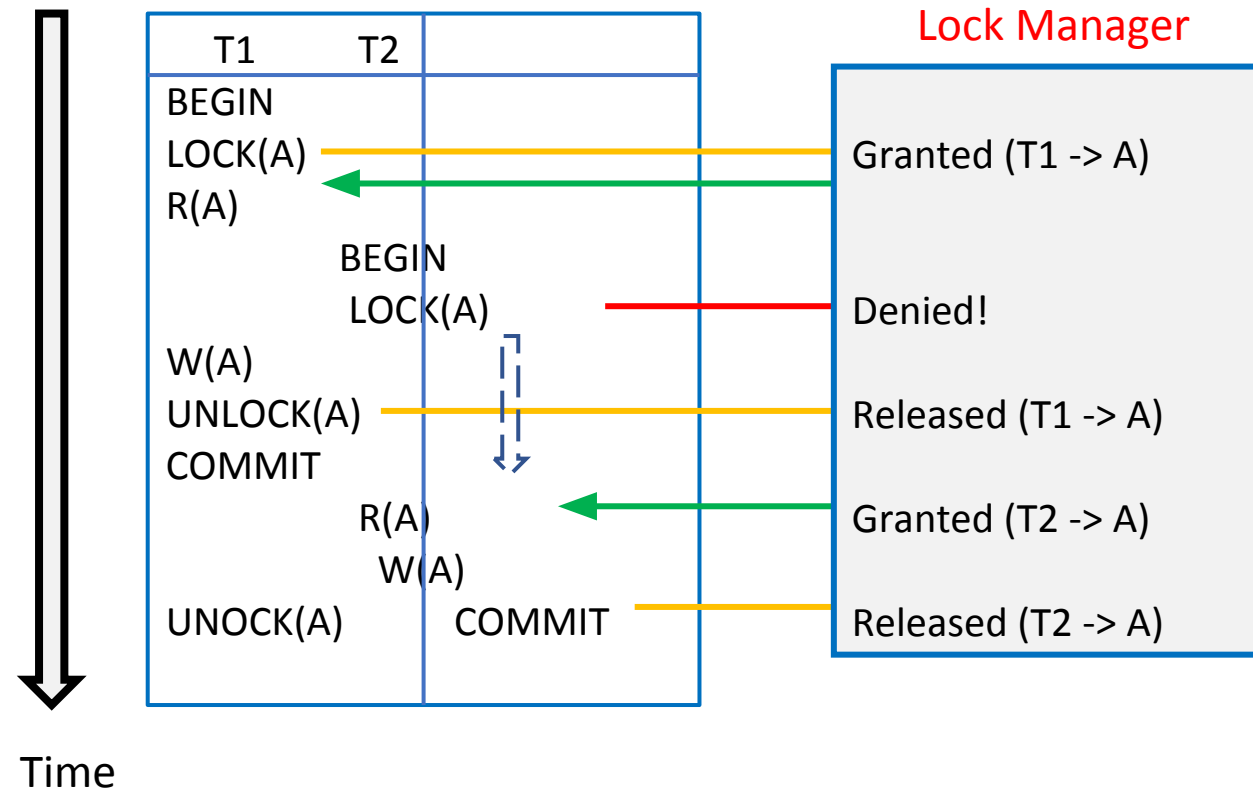 Lock Manager
T1 T2
BEGIN
LOCK(A) Granted (T1 -> A)
R(A)
BEGIN
LOCK(A) Denied!
W(A)
UNLOCK(A) Released (T1 -> A)
COMMIT
R(A) Granted (T2 -> A)
W(A)
UNOCK(A) COMMIT Released (T2 -> A)
Time